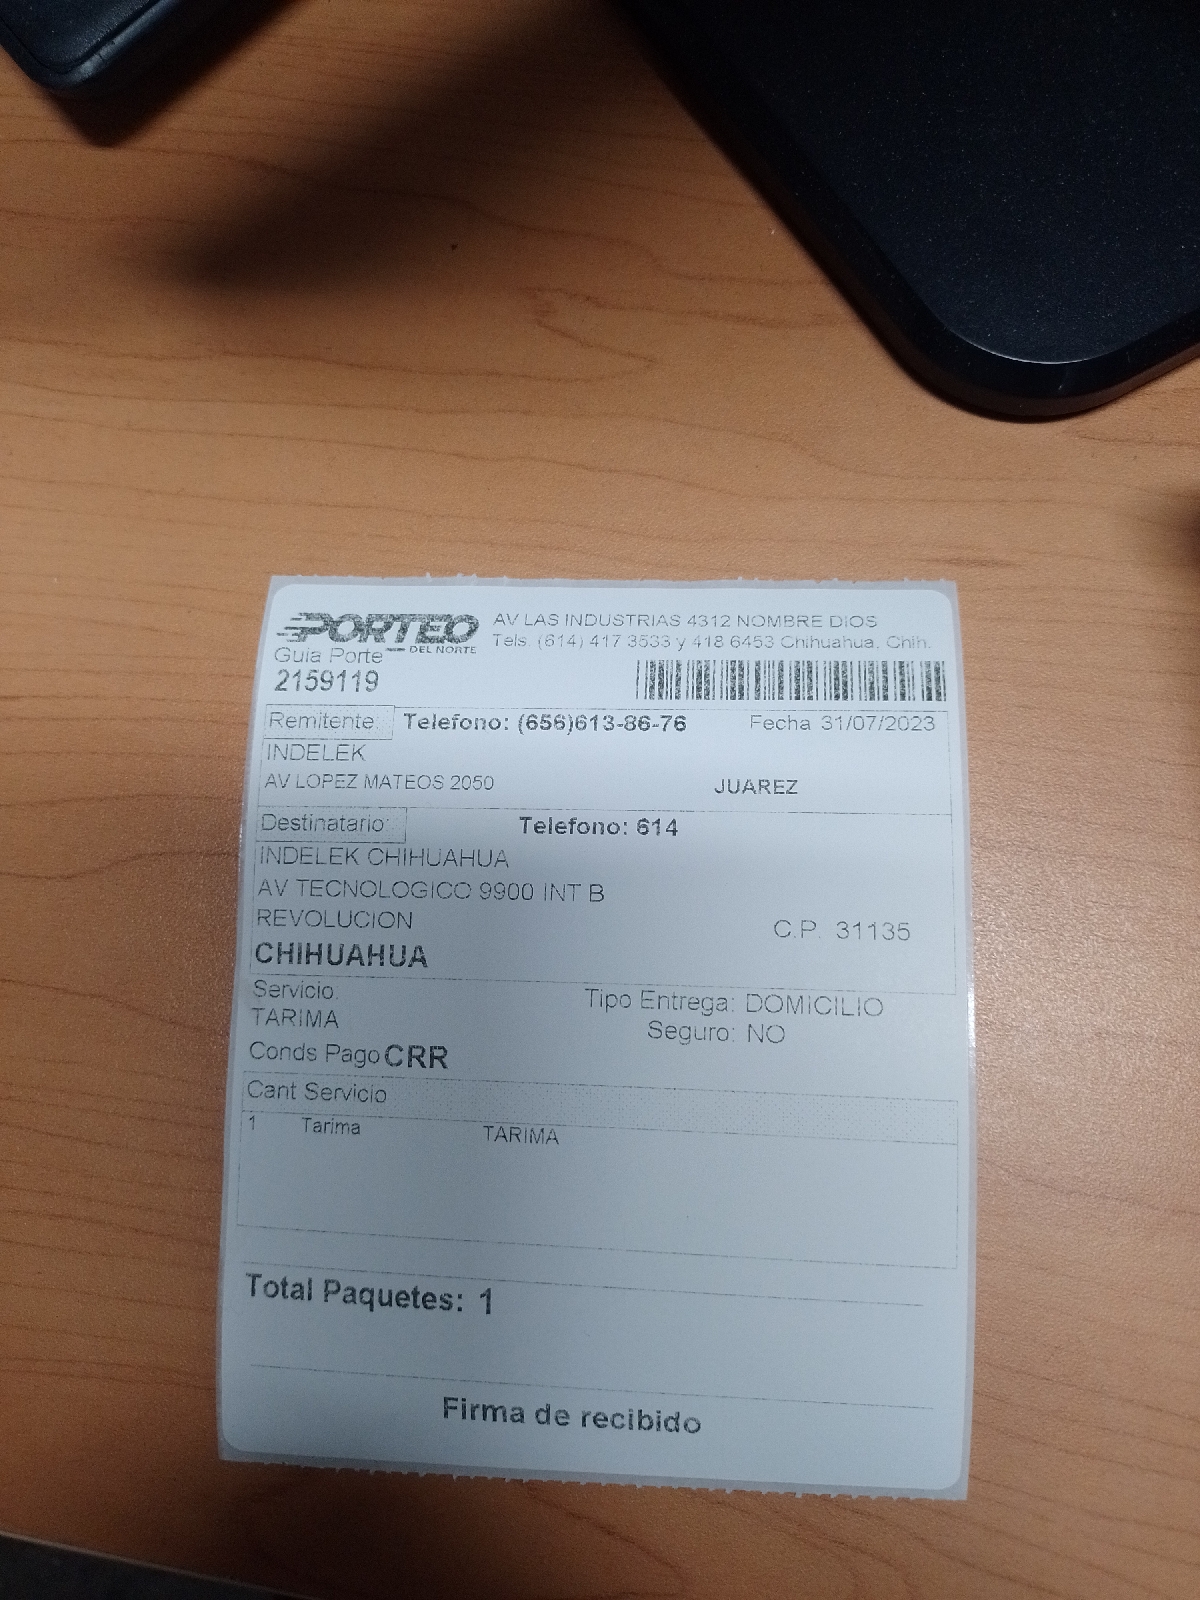 PORTEO
DEL NORTE
AV LAS INDUSTRIAS 4312 NOMBRE DIOS
Tels. (614) 417 3533 y 418 6453 Chihuahua, Chih.
Guia Porte
2159119
Remitente: Telefono: (656)613-86-76 Fecha 31/07/2023
INDELEK
AV LOPEZ MATEOS 2050 JUAREZ
Destinatario: Telefono: 614
INDELEK CHIHUAHUA
AV TECNOLOGICO 9900 INT B
REVOLUCION C.P. 31135
CHIHUAHUA
Servicio: Tipo Entrega: DOMICILIO
TARIMA Seguro: NO
Conds Pago CRR
Cant Servicio
1 Tarima TARIMA
Total Paquetes: 1
Firma de recibido